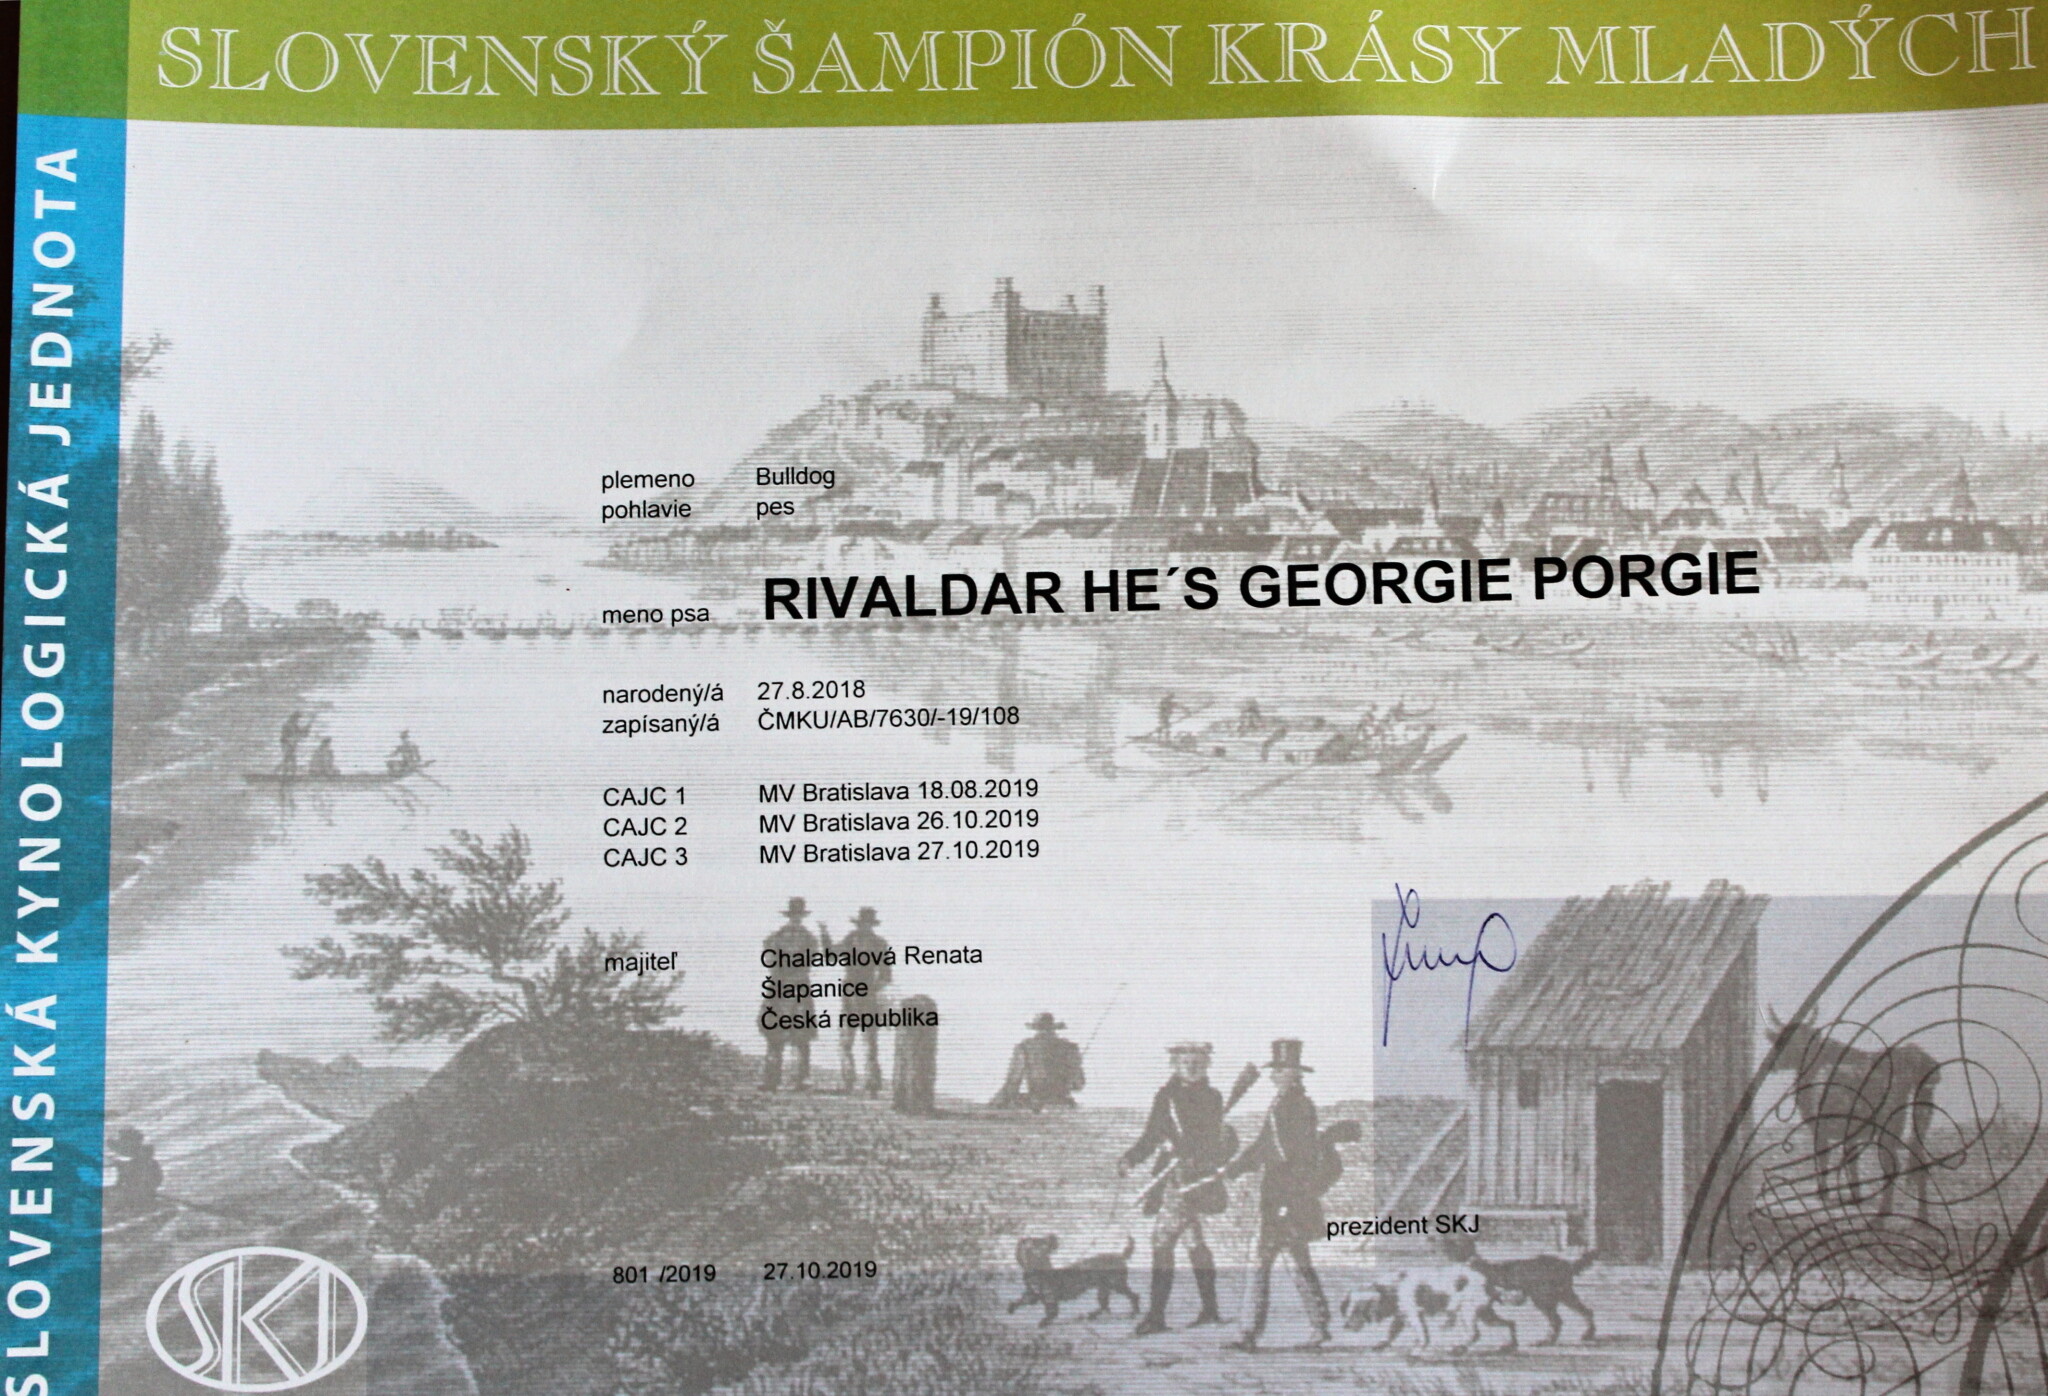 SLOVENSKÝ ŠAMPIÓN KRÁSY MLADÝCH
SLOVENSKÁ KYNOLOGICKÁ JEDNOTA
plemeno Bulldog
pohlavie pes
meno psa RIVALDAR HE´S GEORGIE PORGIE
narodený/á 27.8.2018
zapísaný/á ČMKU/AB/7630/-19/108
CAJC 1 MV Bratislava 18.08.2019
CAJC 2 MV Bratislava 26.10.2019
CAJC 3 MV Bratislava 27.10.2019
majiteľ Chalabalová Renata
Šlapanice
Česká republika
prezident SKJ
801 /2019 27.10.2019
SKJ